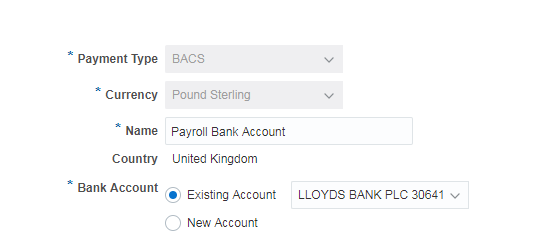 * Payment Type BACS
* Currency Pound Sterling
* Name Payroll Bank Account
Country United Kingdom
* Bank Account Existing Account LLOYDS BANK PLC 30641
New Account